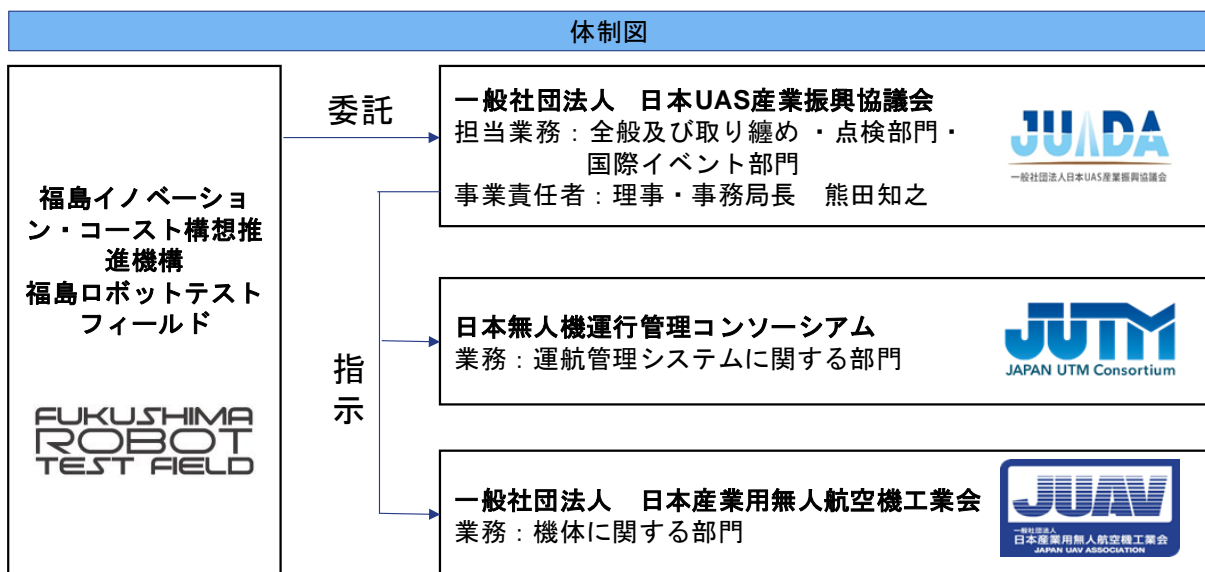 体制図
福島イノベーショ
ン・コースト構想推
進機構
福島ロボットテスト
フィールド
FUKUSHIMA
ROBOT
TEST FIELD
委託
指
示
一般社団法人　日本UAS産業振興協議会
担当業務：全般及び取り纏め ・点検部門・
国際イベント部門
事業責任者：理事・事務局長　熊田知之
JUIDA
一般社団法人日本UAS産業振興協議会
日本無人機運行管理コンソーシアム
業務：運航管理システムに関する部門
JUTM
JAPAN UTM Consortium
一般社団法人　日本産業用無人航空機工業会
業務：機体に関する部門
JUAV
一般社団法人
日本産業用無人航空機工業会
JAPAN UAV ASSOCIATION